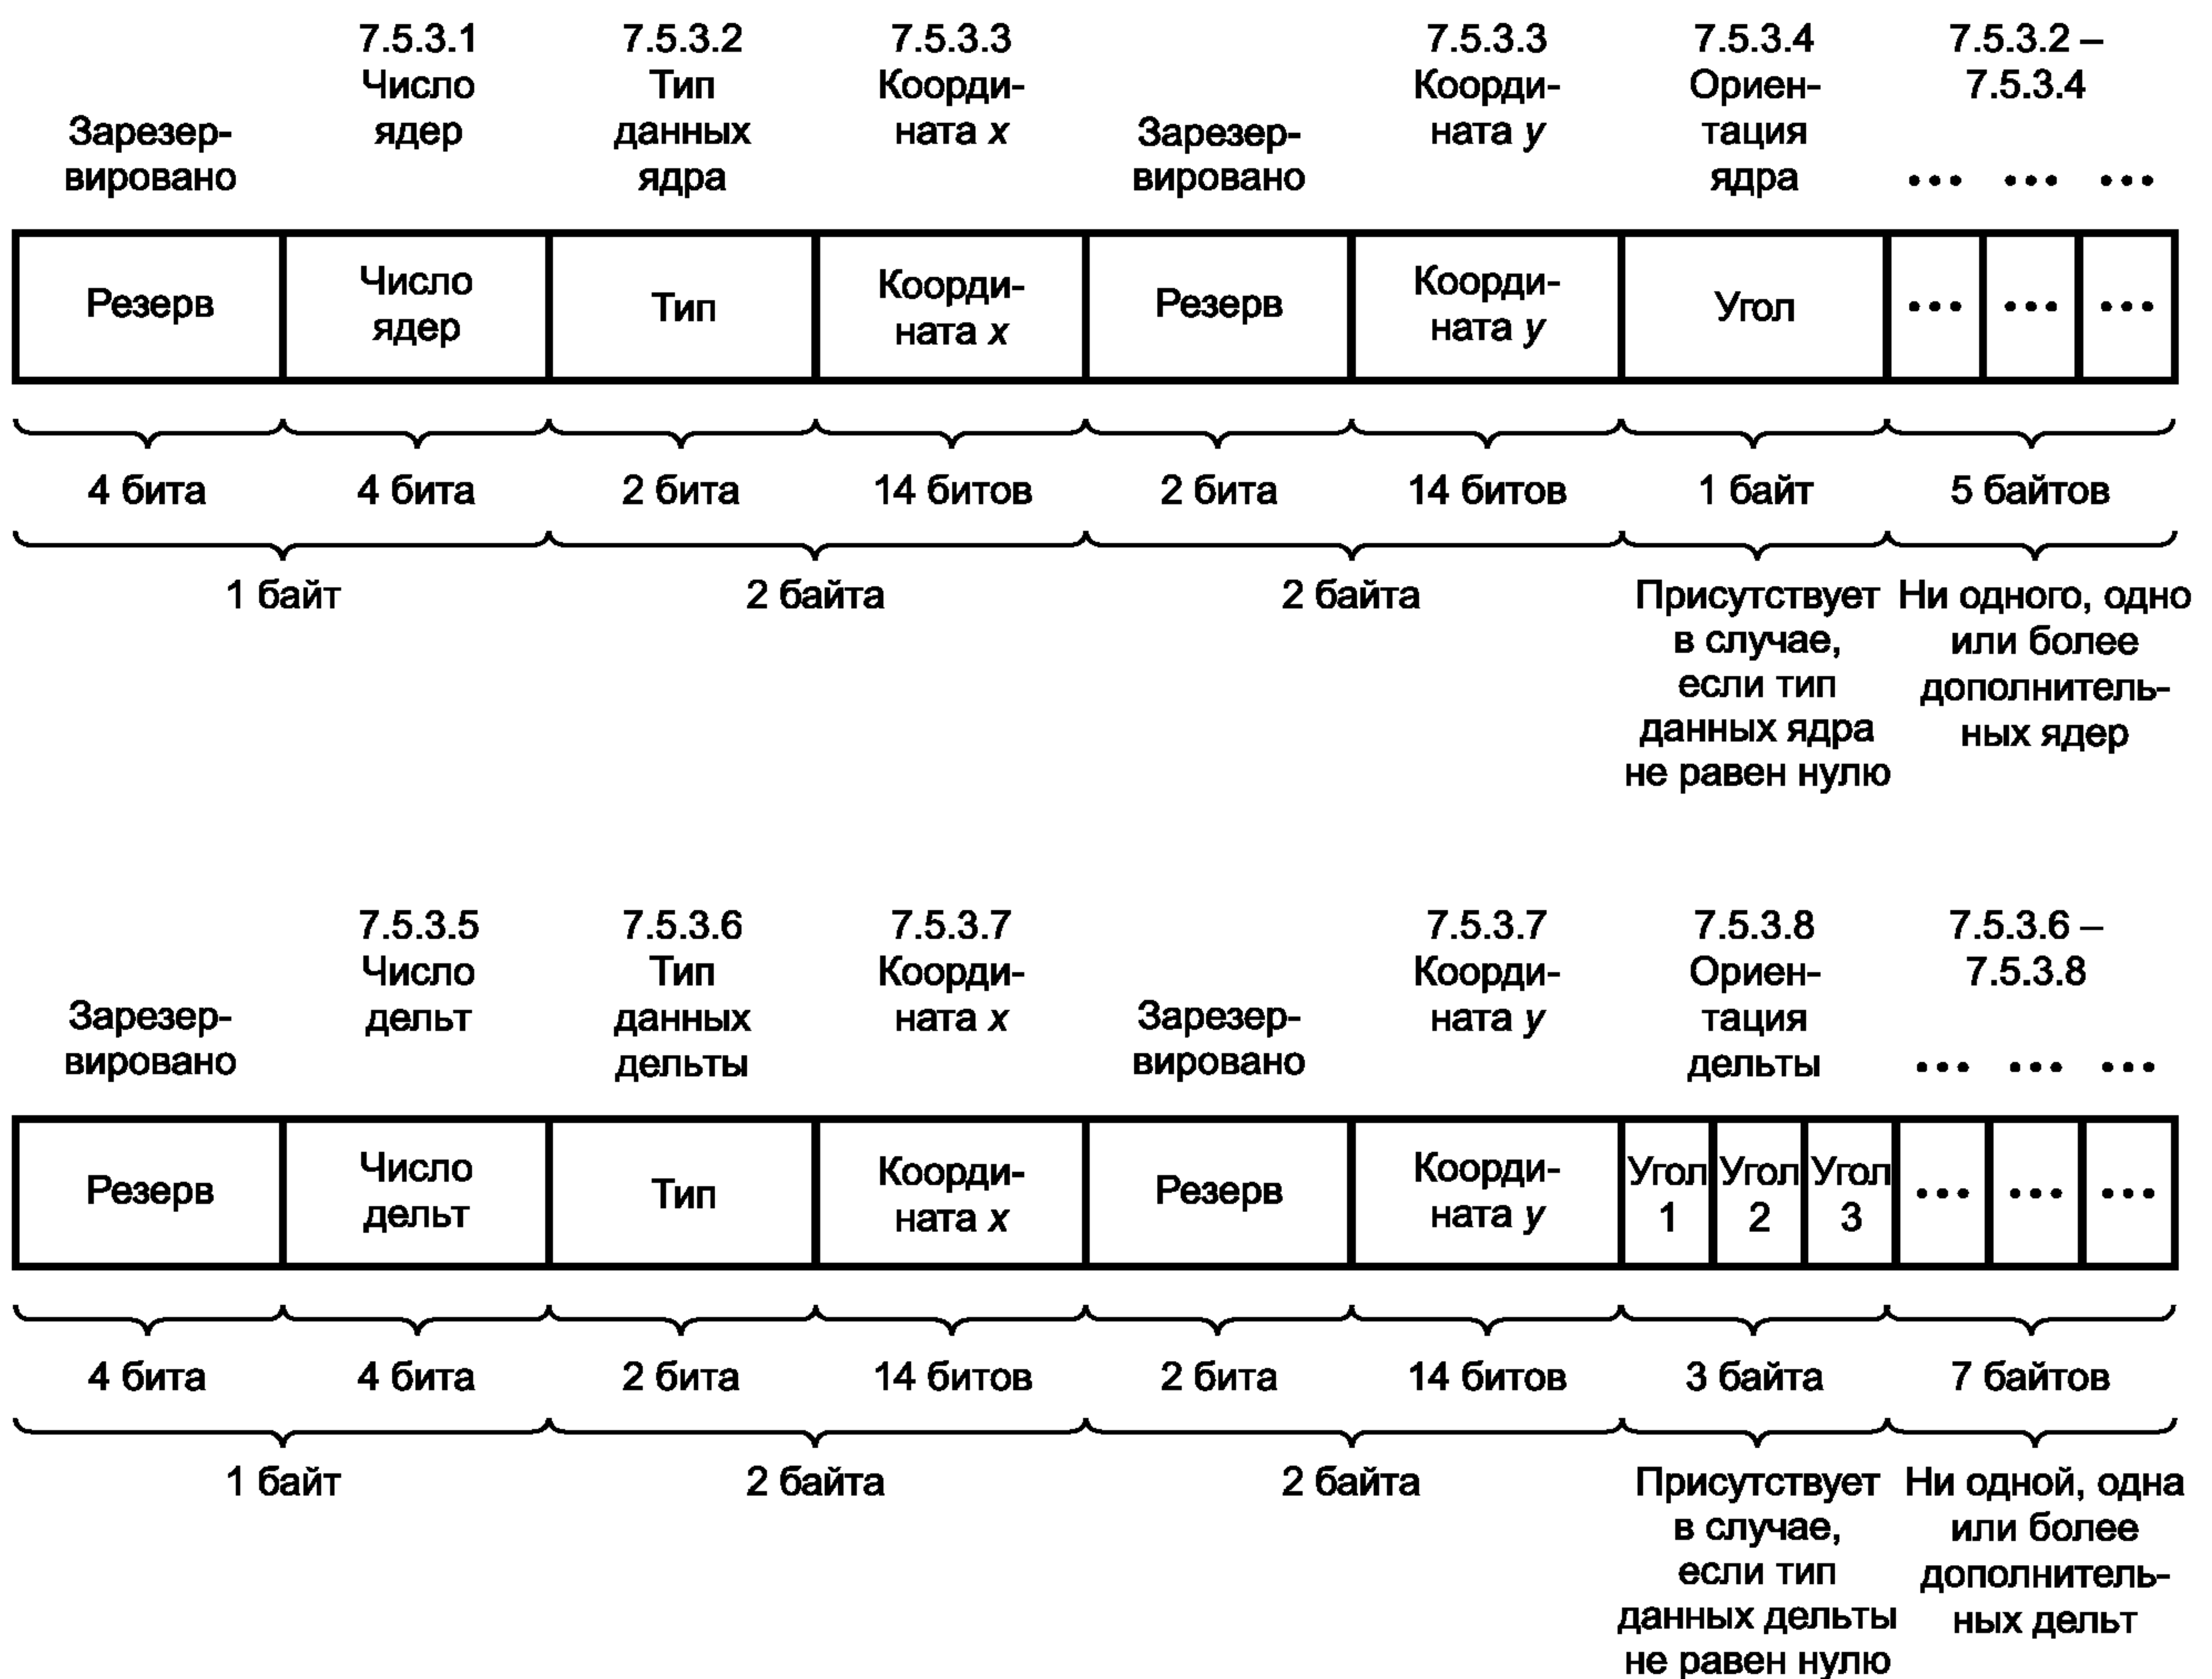 7.5.3.1 7.5.3.2 7.5.3.3 7.5.3.3 7.5.3.4 7.5.3.2 –
Число Тип Коорди- Коорди- Ориен- 7.5.3.4
Зарезер- ядер данных ната x Зарезер- ната y тация
вировано ядра вировано ядра ... ... ...
Резерв Число ядер Тип Коорди- ната x Резерв Коорди- ната y Угол ... ... ...
4 бита 4 бита 2 бита 14 битов 2 бита 14 битов 1 байт 5 байтов
1 байт 2 байта 2 байта Присутствует Ни одного, одно
в случае, или более
если тип дополнитель-
данных ядра ных ядер
не равен нулю
7.5.3.5 7.5.3.6 7.5.3.7 7.5.3.7 7.5.3.8 7.5.3.6 –
Число Тип Коорди- Коорди- Ориен- 7.5.3.8
Зарезер- дельт данных ната x Зарезер- ната y тация
вировано дельты вировано дельты ... ... ...
Резерв Число дельт Тип Коорди- ната x Резерв Коорди- ната y Угол 1 Угол 2 Угол 3 ... ... ...
4 бита 4 бита 2 бита 14 битов 2 бита 14 битов 3 байта 7 байтов
1 байт 2 байта 2 байта Присутствует Ни одной, одна
в случае, или более
если тип дополнитель-
данных дельты ных дельт
не равен нулю